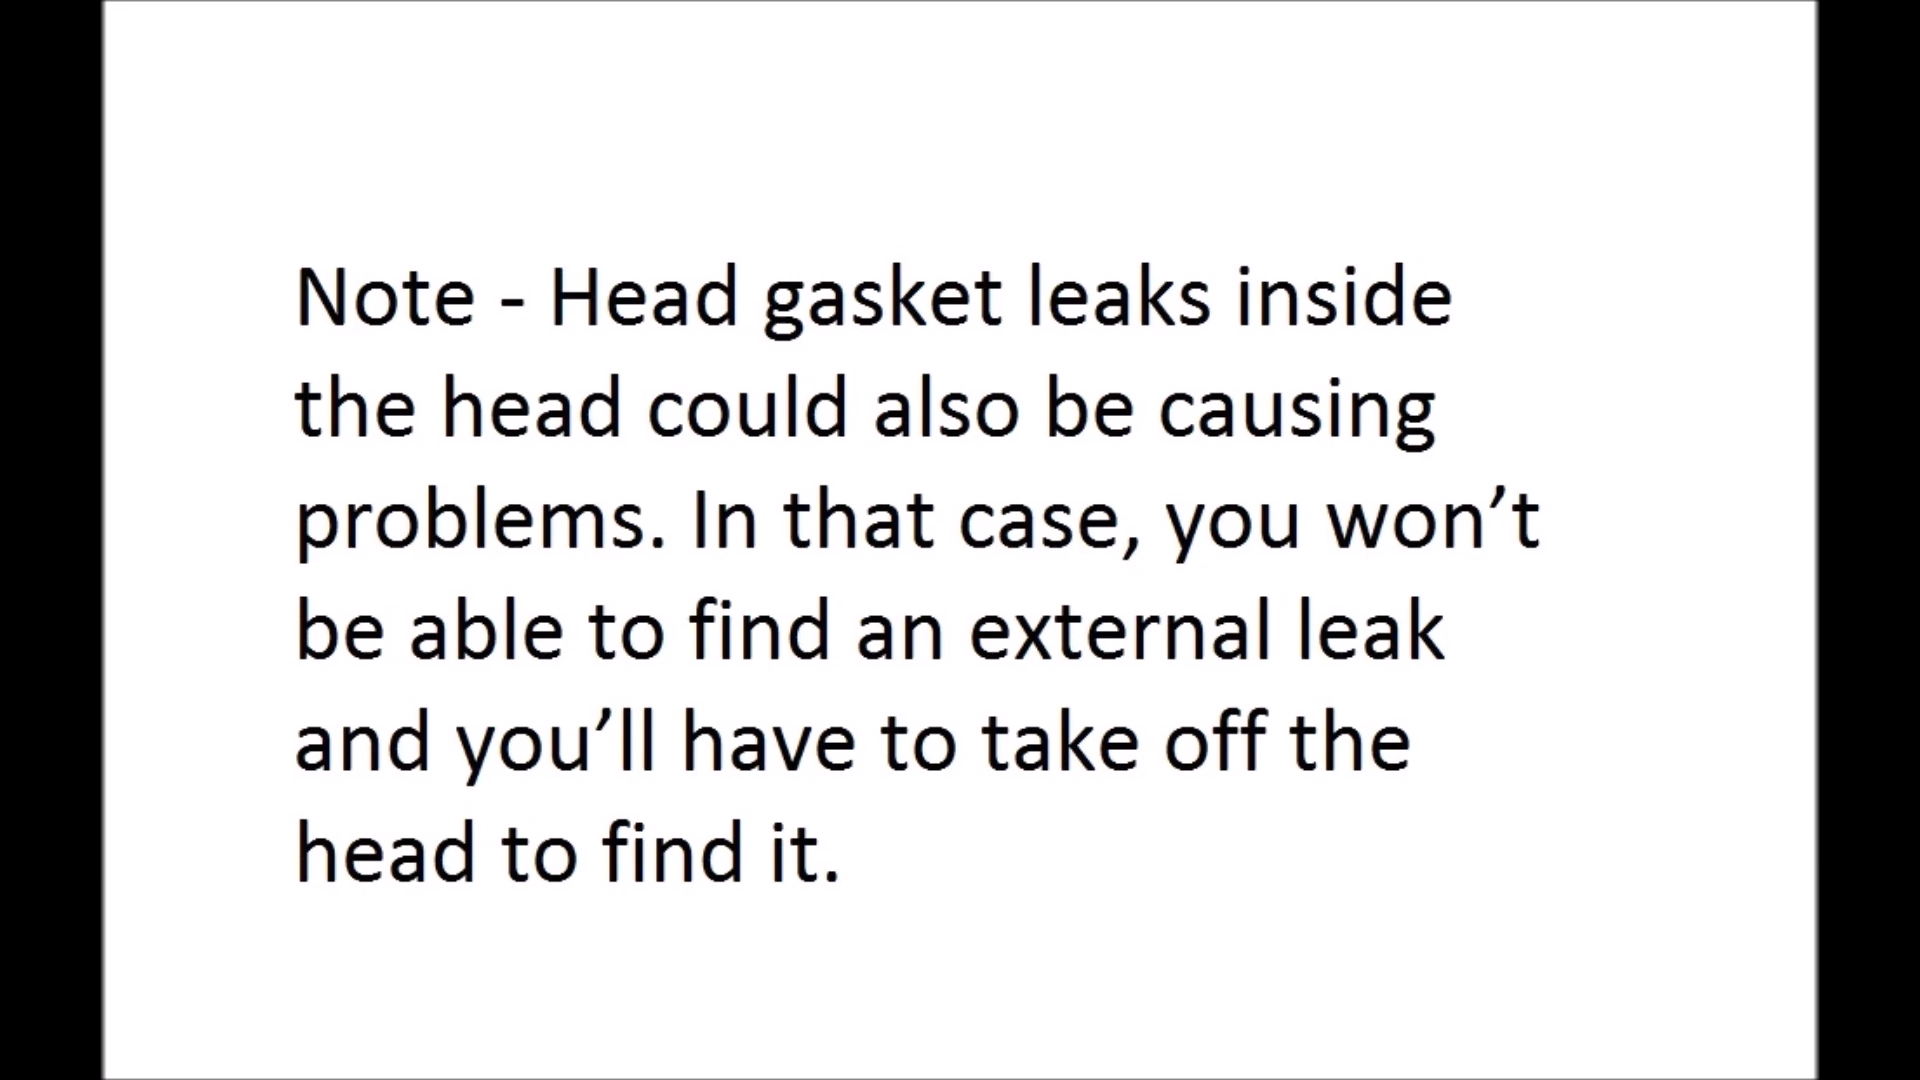 Note - Head gasket leaks inside
the head could also be causing
problems. In that case, you won’t
be able to find an external leak
and you’ll have to take off the
head to find it.